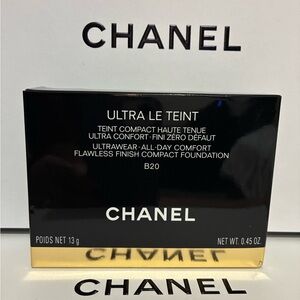 CHANEL
ULTRA LE TEINT
TEINT COMPACT HAUTE TENUE
ULTRA CONFORT · FINI ZÉRO DÉFAUT
ULTRAWEAR · ALL-DAY COMFORT
FLAWLESS FINISH COMPACT FOUNDATION
B20
CHANEL
POIDS NET 13 g NET WT. 0.45 OZ.
CHANEL
CHANEL